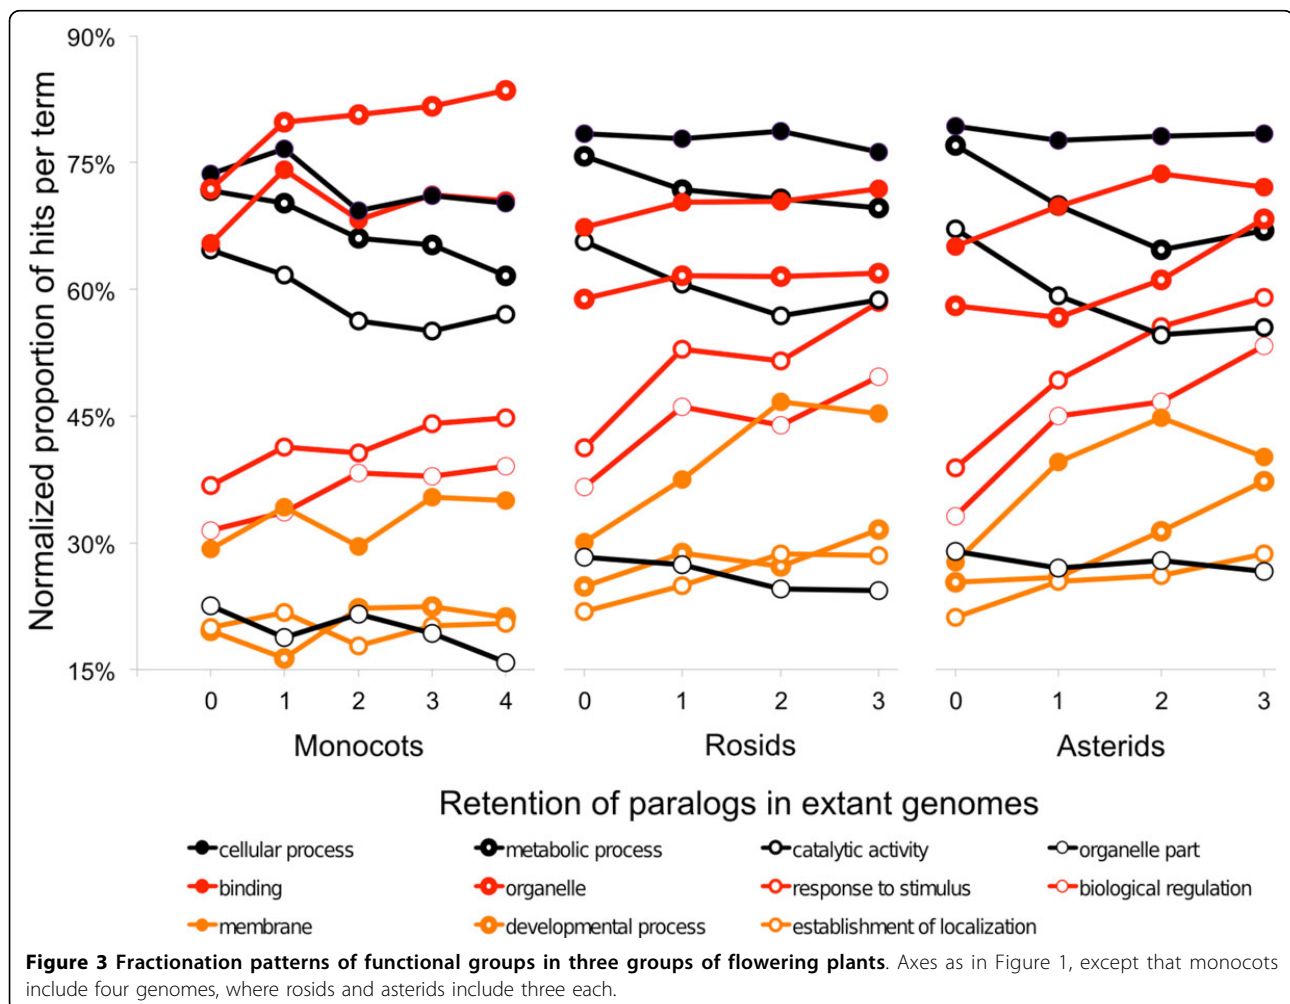 Normalized proportion of hits per term
90%
75%
60%
45%
30%
15%
0 1 2 3 4
0 1 2 3
0 1 2 3
Monocots
Rosids
Asterids
Retention of paralogs in extant genomes
cellular process metabolic process catalytic activity organelle part
binding organelle response to stimulus biological regulation
membrane developmental process establishment of localization
Figure 3 Fractionation patterns of functional groups in three groups of flowering plants. Axes as in Figure 1, except that monocots
include four genomes, where rosids and asterids include three each.